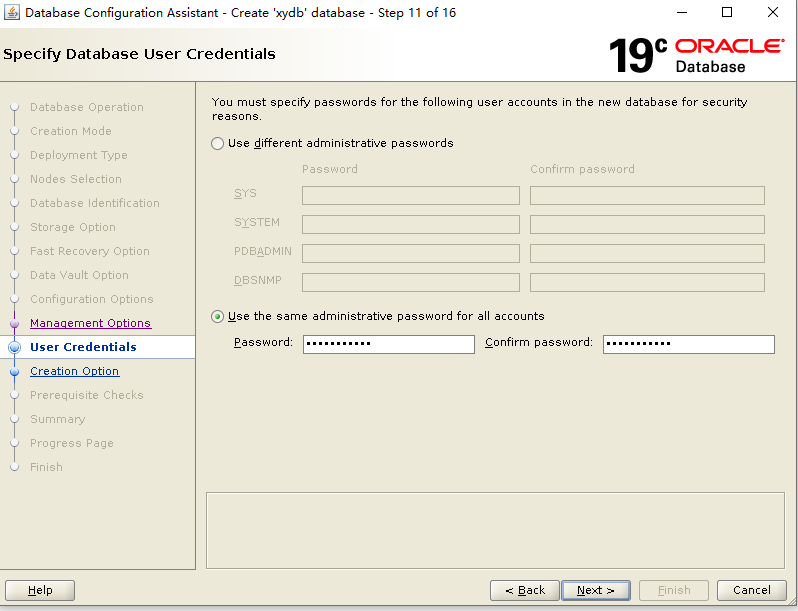 Database Configuration Assistant - Create 'xydb' database - Step 11 of 16
Specify Database User Credentials
19c ORACLE
Database
Database Operation
Creation Mode
Deployment Type
Nodes Selection
Database Identification
Storage Option
Fast Recovery Option
Data Vault Option
Configuration Options
Management Options
User Credentials
Creation Option
Prerequisite Checks
Summary
Progress Page
Finish
You must specify passwords for the following user accounts in the new database for security
reasons.
Use different administrative passwords
Password Confirm password
SYS
SYSTEM
PDBADMIN
DBSNMP
Use the same administrative password for all accounts
Password: ••••••••••• Confirm password: •••••••••••
Help < Back Next > Finish Cancel